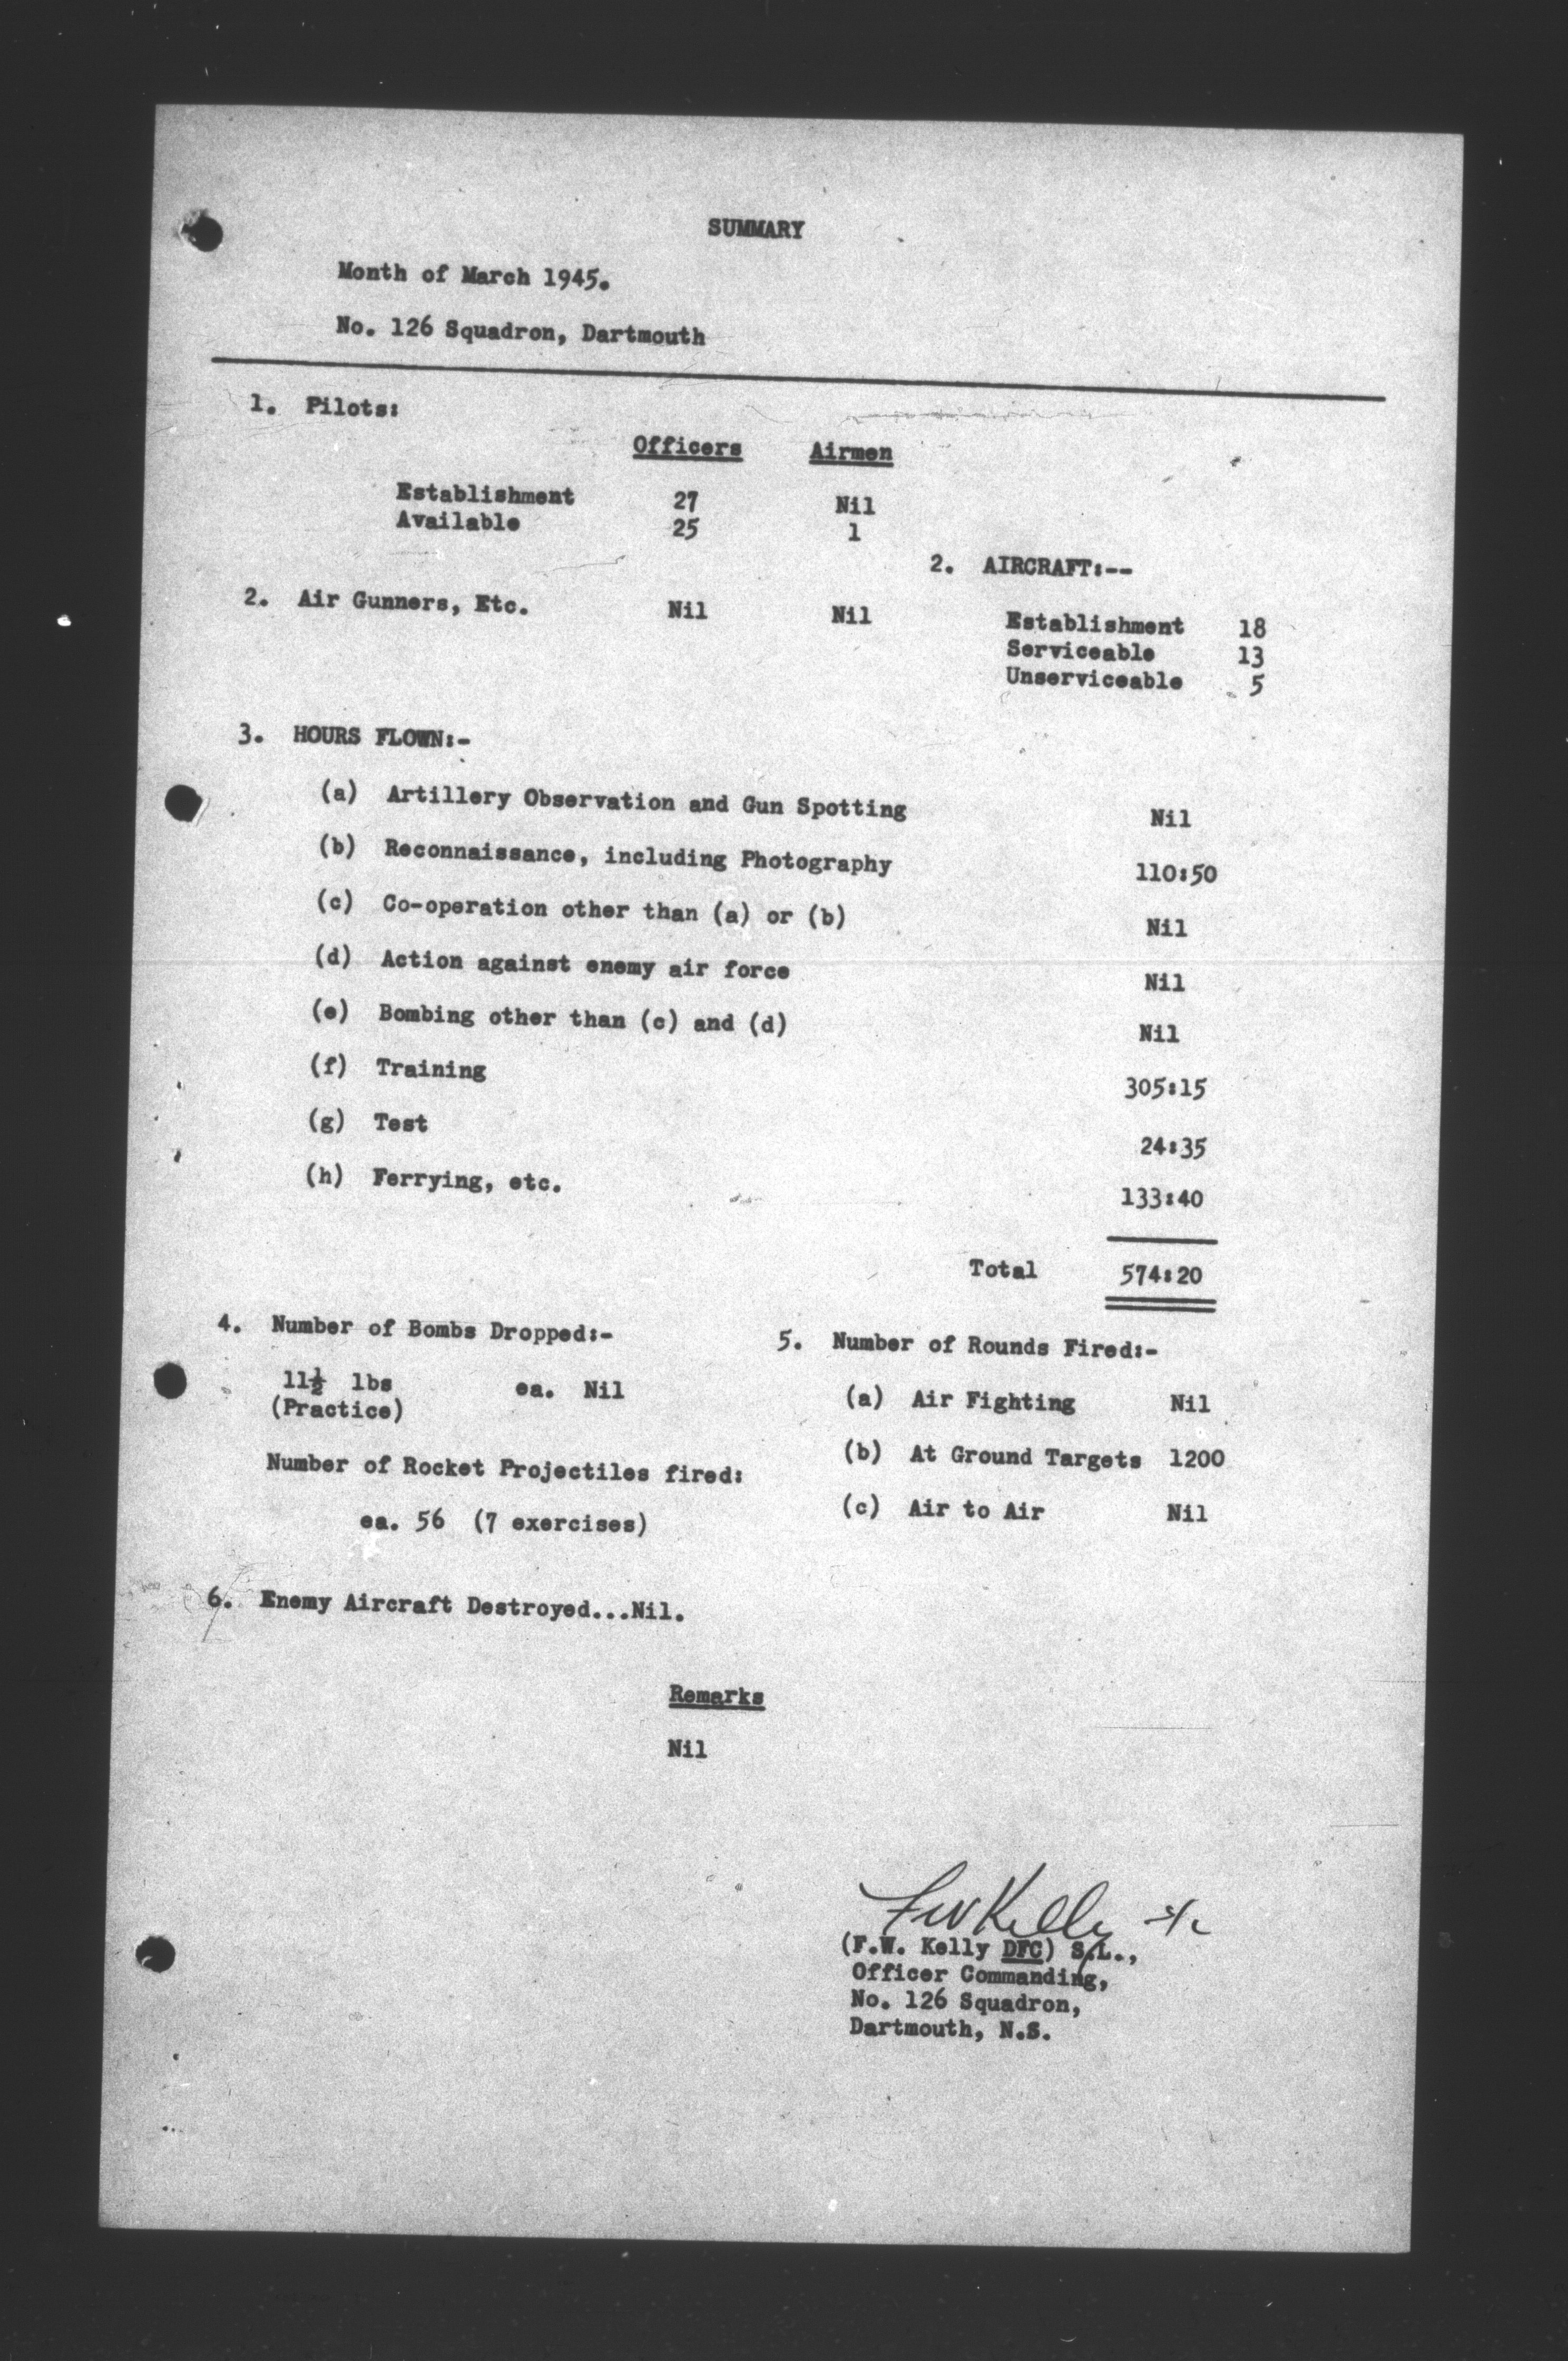 SUMMARY
Month of March 1945.
No. 126 Squadron, Dartmouth
1. Pilots:
Officers Airmen
Establishment 27 Nil
Available 25 1
2. Air Gunners, Etc. Nil Nil
2. AIRCRAFT:--
Establishment 18
Serviceable 13
Unserviceable 5
3. HOURS FLOWN:-
(a) Artillery Observation and Gun Spotting Nil
(b) Reconnaissance, including Photography 110:50
(c) Co-operation other than (a) or (b) Nil
(d) Action against enemy air force Nil
(e) Bombing other than (c) and (d) Nil
(f) Training 305:15
(g) Test 24:35
(h) Ferrying, etc. 133:40
Total 574:20
4. Number of Bombs Dropped:-
11½ lbs ea. Nil
(Practice)
Number of Rocket Projectiles fired:
ea. 56 (7 exercises)
5. Number of Rounds Fired:-
(a) Air Fighting Nil
(b) At Ground Targets 1200
(c) Air to Air Nil
6. Enemy Aircraft Destroyed...Nil.
Remarks
Nil
FW Kelly S/L
(F.W. Kelly DFC) S/L.,
Officer Commanding,
No. 126 Squadron,
Dartmouth, N.S.